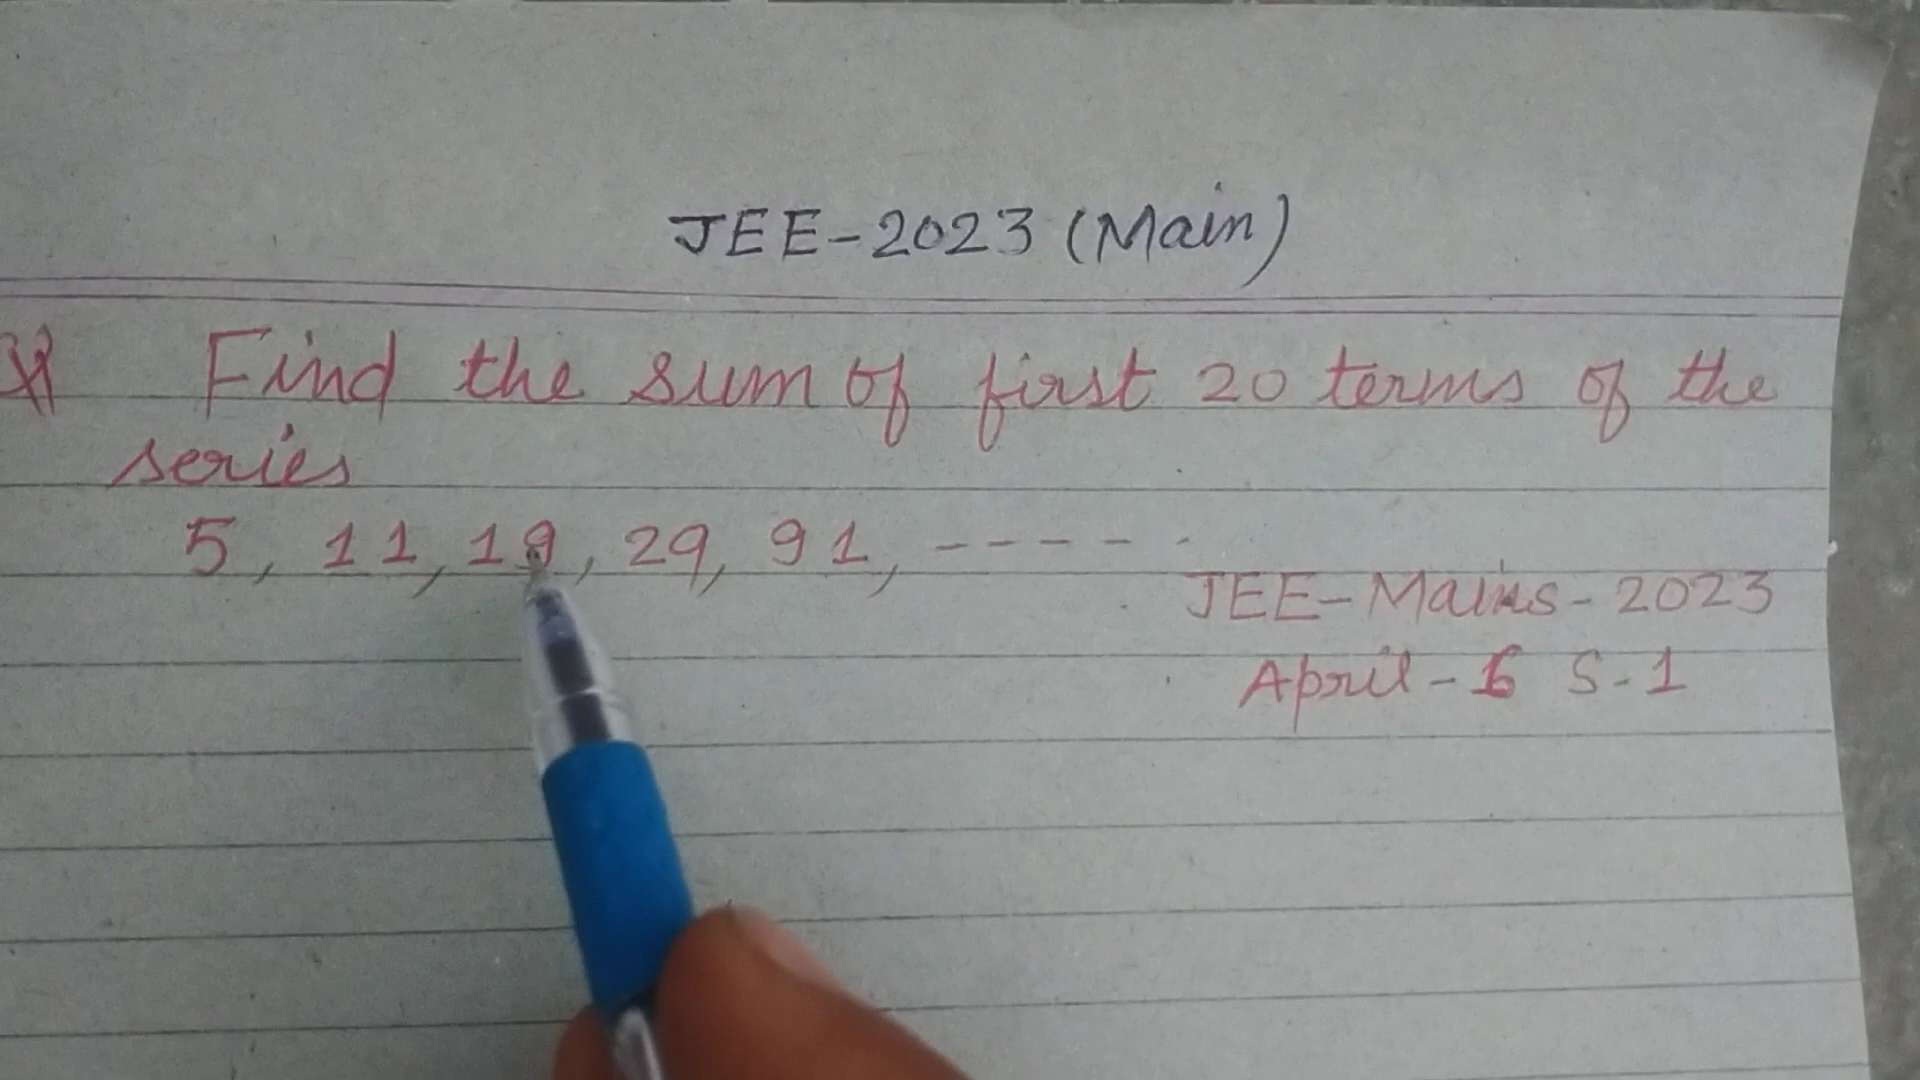 JEE-2023 (Main)
Find the sum of first 20 terms of the
series
5, 11, 19, 29, 91, -----
JEE-Mains-2023
April-6 S-1